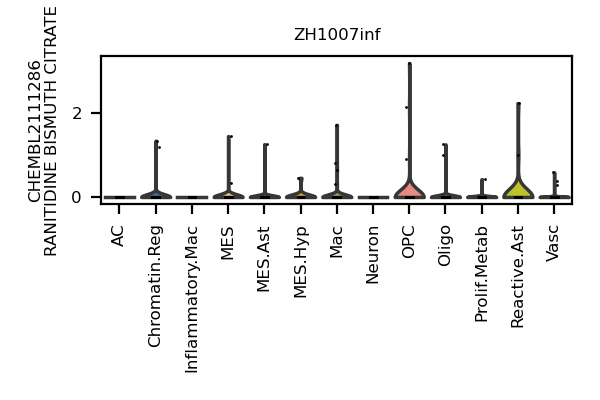 ZH1007inf
CHEMBL2111286
RANITIDINE BISMUTH CITRATE
2
0
AC
Chromatin.Reg
Inflammatory.Mac
MES
MES.Ast
MES.Hyp
Mac
Neuron
OPC
Oligo
Prolif.Metab
Reactive.Ast
Vasc